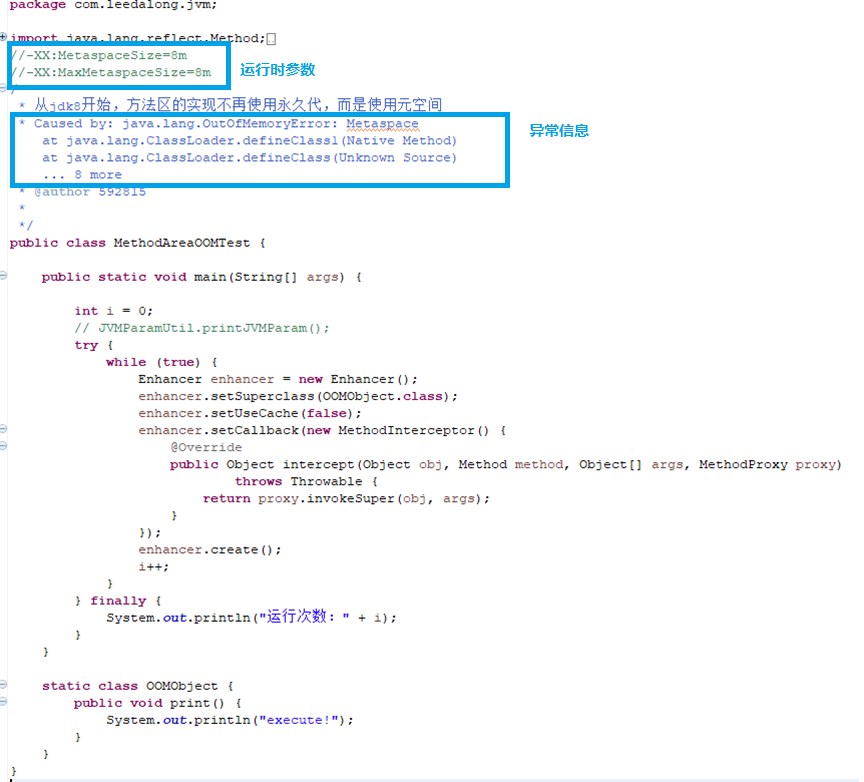 package com.leedalong.jvm;
import java.lang.reflect.Method;
//-XX:MetaspaceSize=8m
//-XX:MaxMetaspaceSize=8m
运行时参数
/*
* 从jdk8开始，方法区的实现不再使用永久代，而是使用元空间
* Caused by: java.lang.OutOfMemoryError: Metaspace
at java.lang.ClassLoader.defineClass1(Native Method)
at java.lang.ClassLoader.defineClass(Unknown Source)
... 8 more
异常信息
* @author 592815
*
*/
public class MethodAreaOOMTest {
public static void main(String[] args) {
int i = 0;
// JVMParamUtil.printJVMParam();
try {
while (true) {
Enhancer enhancer = new Enhancer();
enhancer.setSuperclass(OOMObject.class);
enhancer.setUseCache(false);
enhancer.setCallback(new MethodInterceptor() {
@Override
public Object intercept(Object obj, Method method, Object[] args, MethodProxy proxy)
throws Throwable {
return proxy.invokeSuper(obj, args);
}
});
enhancer.create();
i++;
}
} finally {
System.out.println("运行次数：" + i);
}
}
static class OOMObject {
public void print() {
System.out.println("execute!");
}
}
}